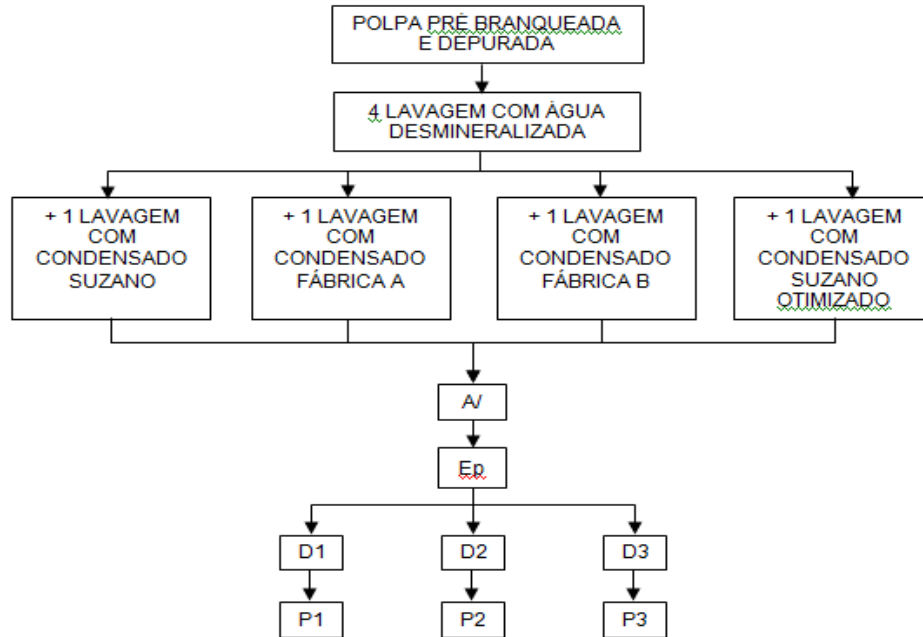 POLPA PRÉ BRANQUEADA
E DEPURADA
4 LAVAGEM COM ÁGUA
DESMINERALIZADA
+ 1 LAVAGEM
COM
CONDENSADO
SUZANO
+ 1 LAVAGEM
COM
CONDENSADO
FÁBRICA A
+ 1 LAVAGEM
COM
CONDENSADO
FÁBRICA B
+ 1 LAVAGEM
COM
CONDENSADO
SUZANO
OTIMIZADO
A/
Ep
D1
D2
D3
P1
P2
P3